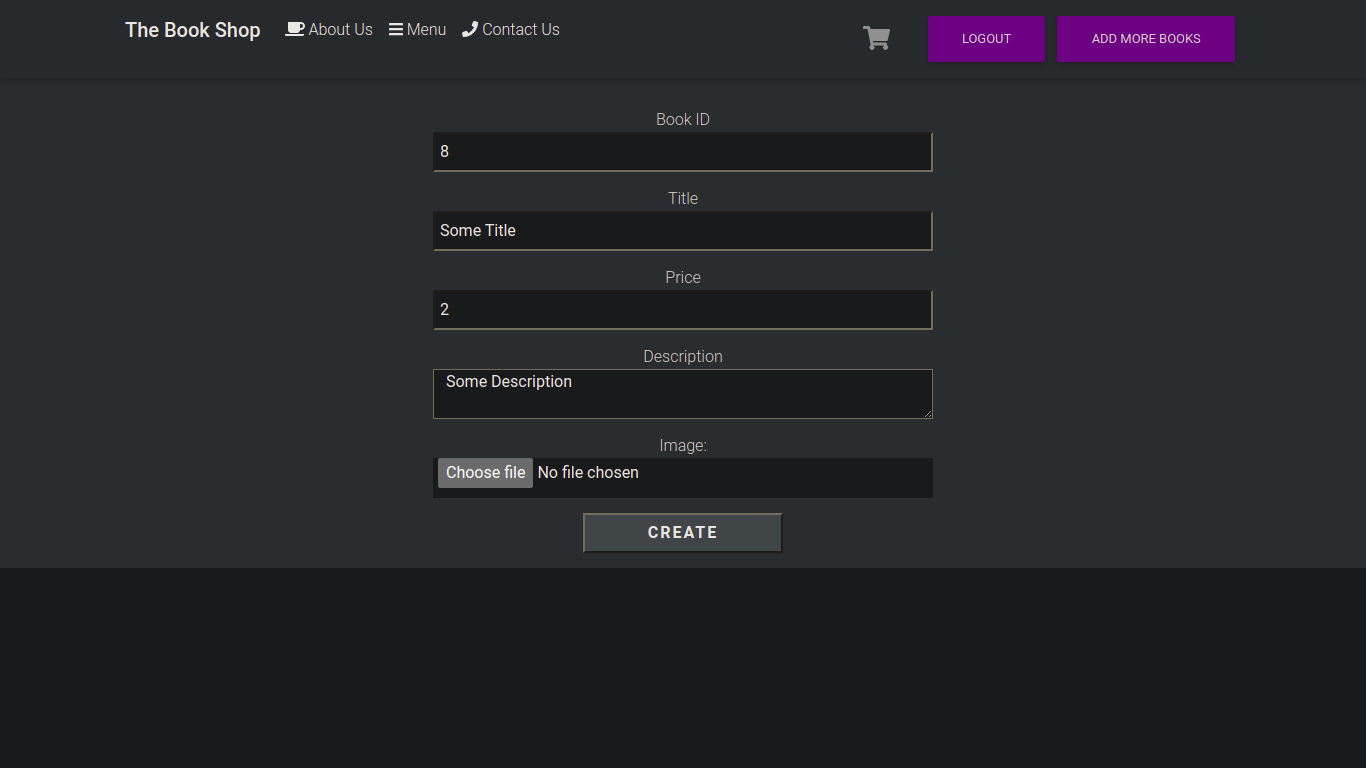 The Book Shop About Us Menu Contact Us LOGOUT ADD MORE BOOKS
Book ID
8
Title
Some Title
Price
2
Description
Some Description
Image:
Choose file No file chosen
CREATE